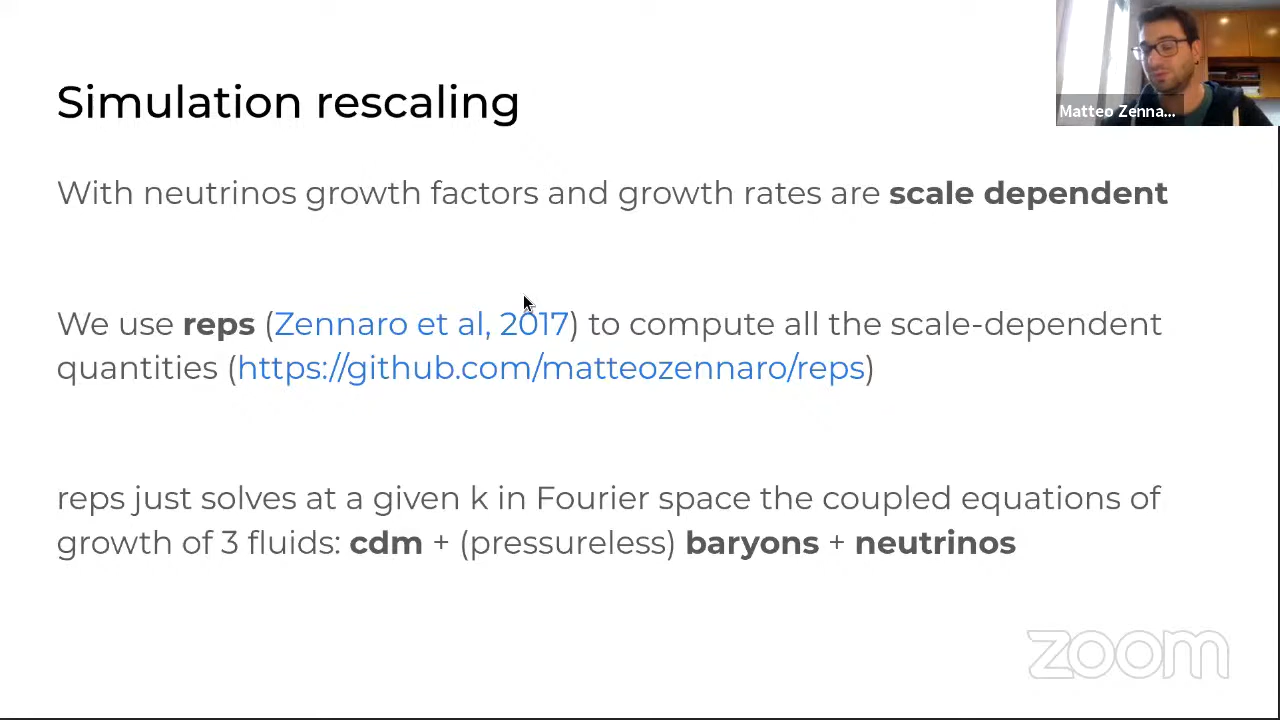 Simulation rescaling
Matteo Zenna...
With neutrinos growth factors and growth rates are scale dependent
We use reps (Zennaro et al, 2017) to compute all the scale-dependent
quantities (https://github.com/matteozennaro/reps)
reps just solves at a given k in Fourier space the coupled equations of
growth of 3 fluids: cdm + (pressureless) baryons + neutrinos
zoom